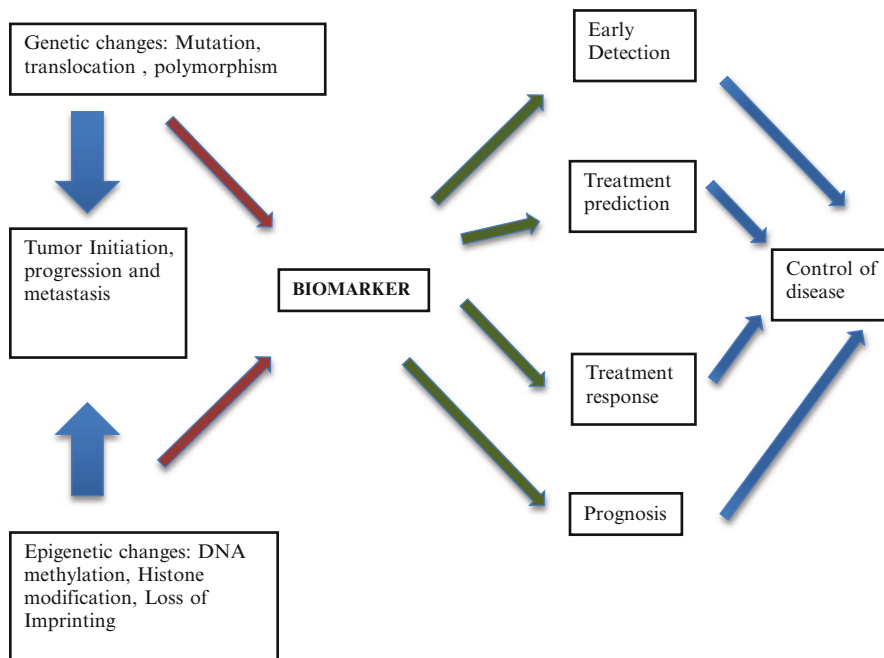 Genetic changes: Mutation,
translocation , polymorphism
Tumor Initiation,
progression and
metastasis
Epigenetic changes: DNA
methylation, Histone
modification, Loss of
Imprinting
BIOMARKER
Early
Detection
Treatment
prediction
Treatment
response
Prognosis
Control of
disease